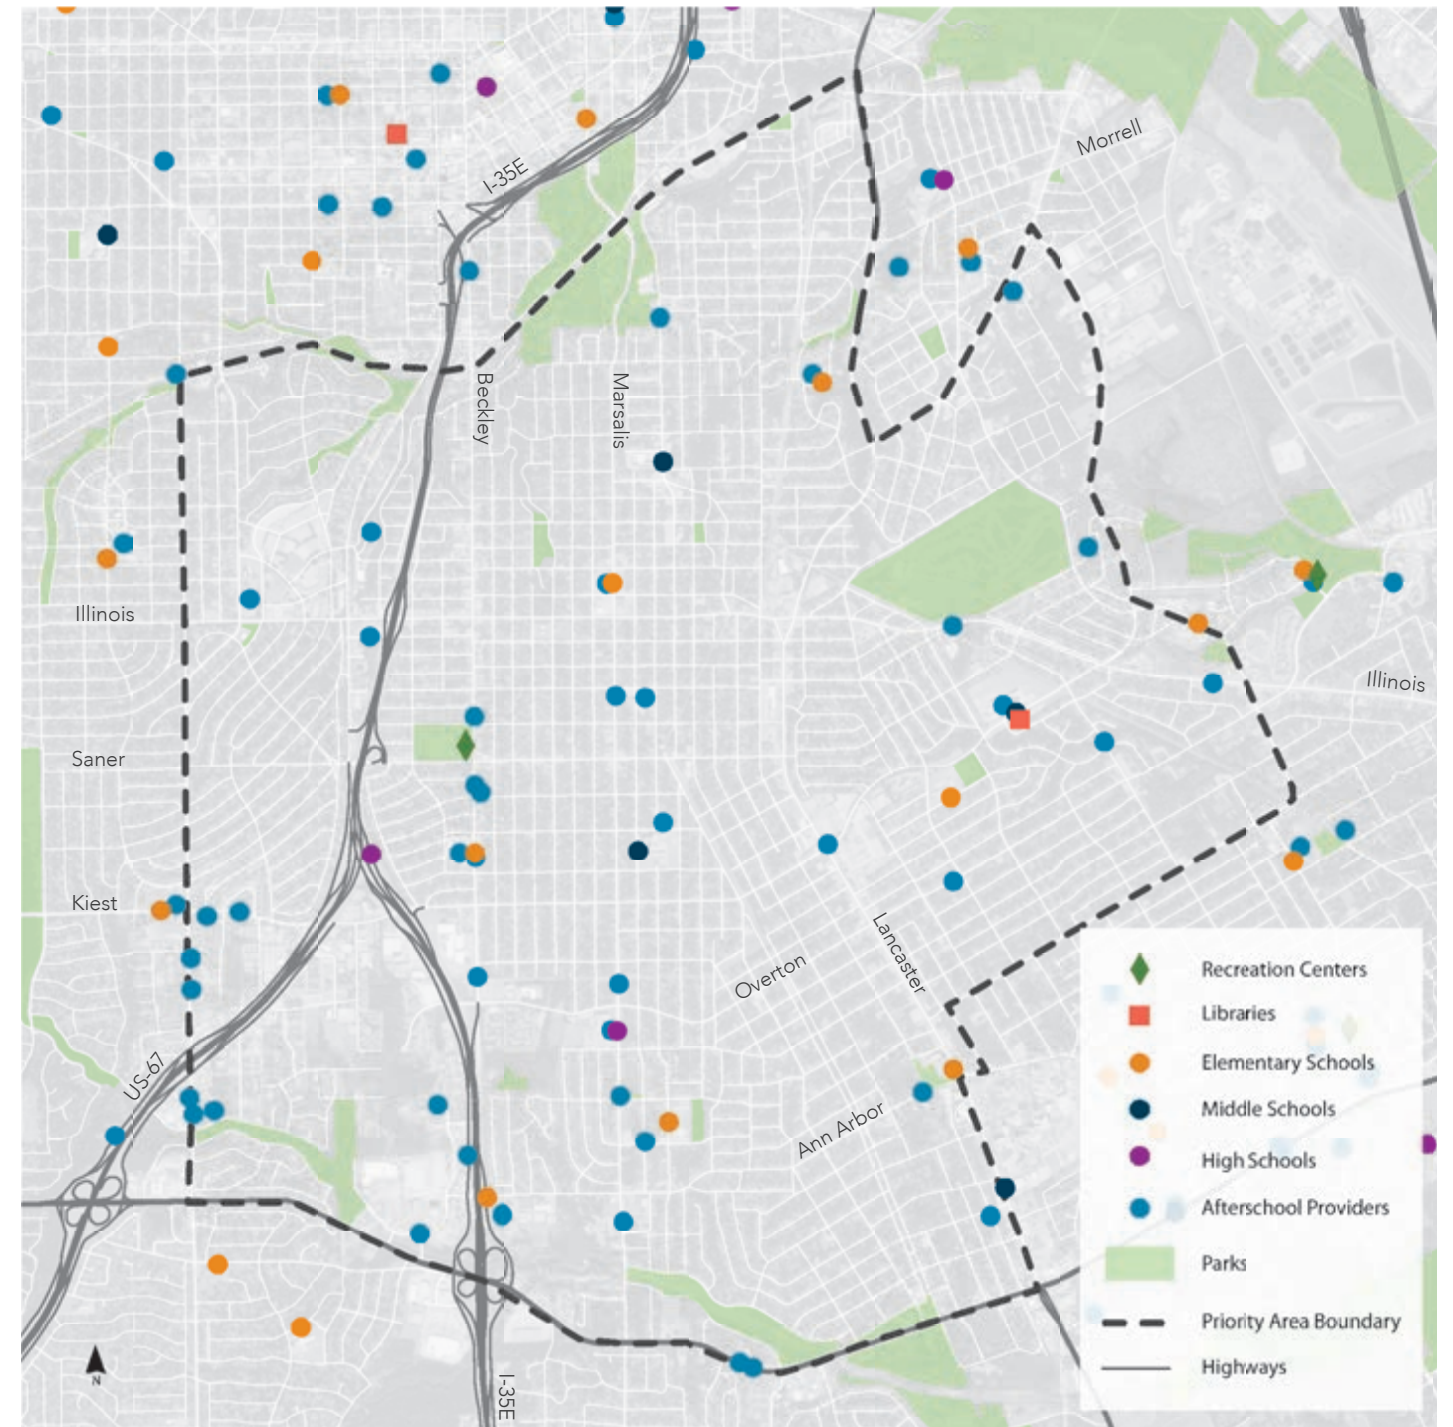 Morrell
I-35E
Beckley
Marsalis
Illinois
Illinois
Saner
Kiest
Lancaster
Overton
US-67
Ann Arbor
I-35E
N
Recreation Centers
Libraries
Elementary Schools
Middle Schools
High Schools
Afterschool Providers
Parks
Priority Area Boundary
Highways